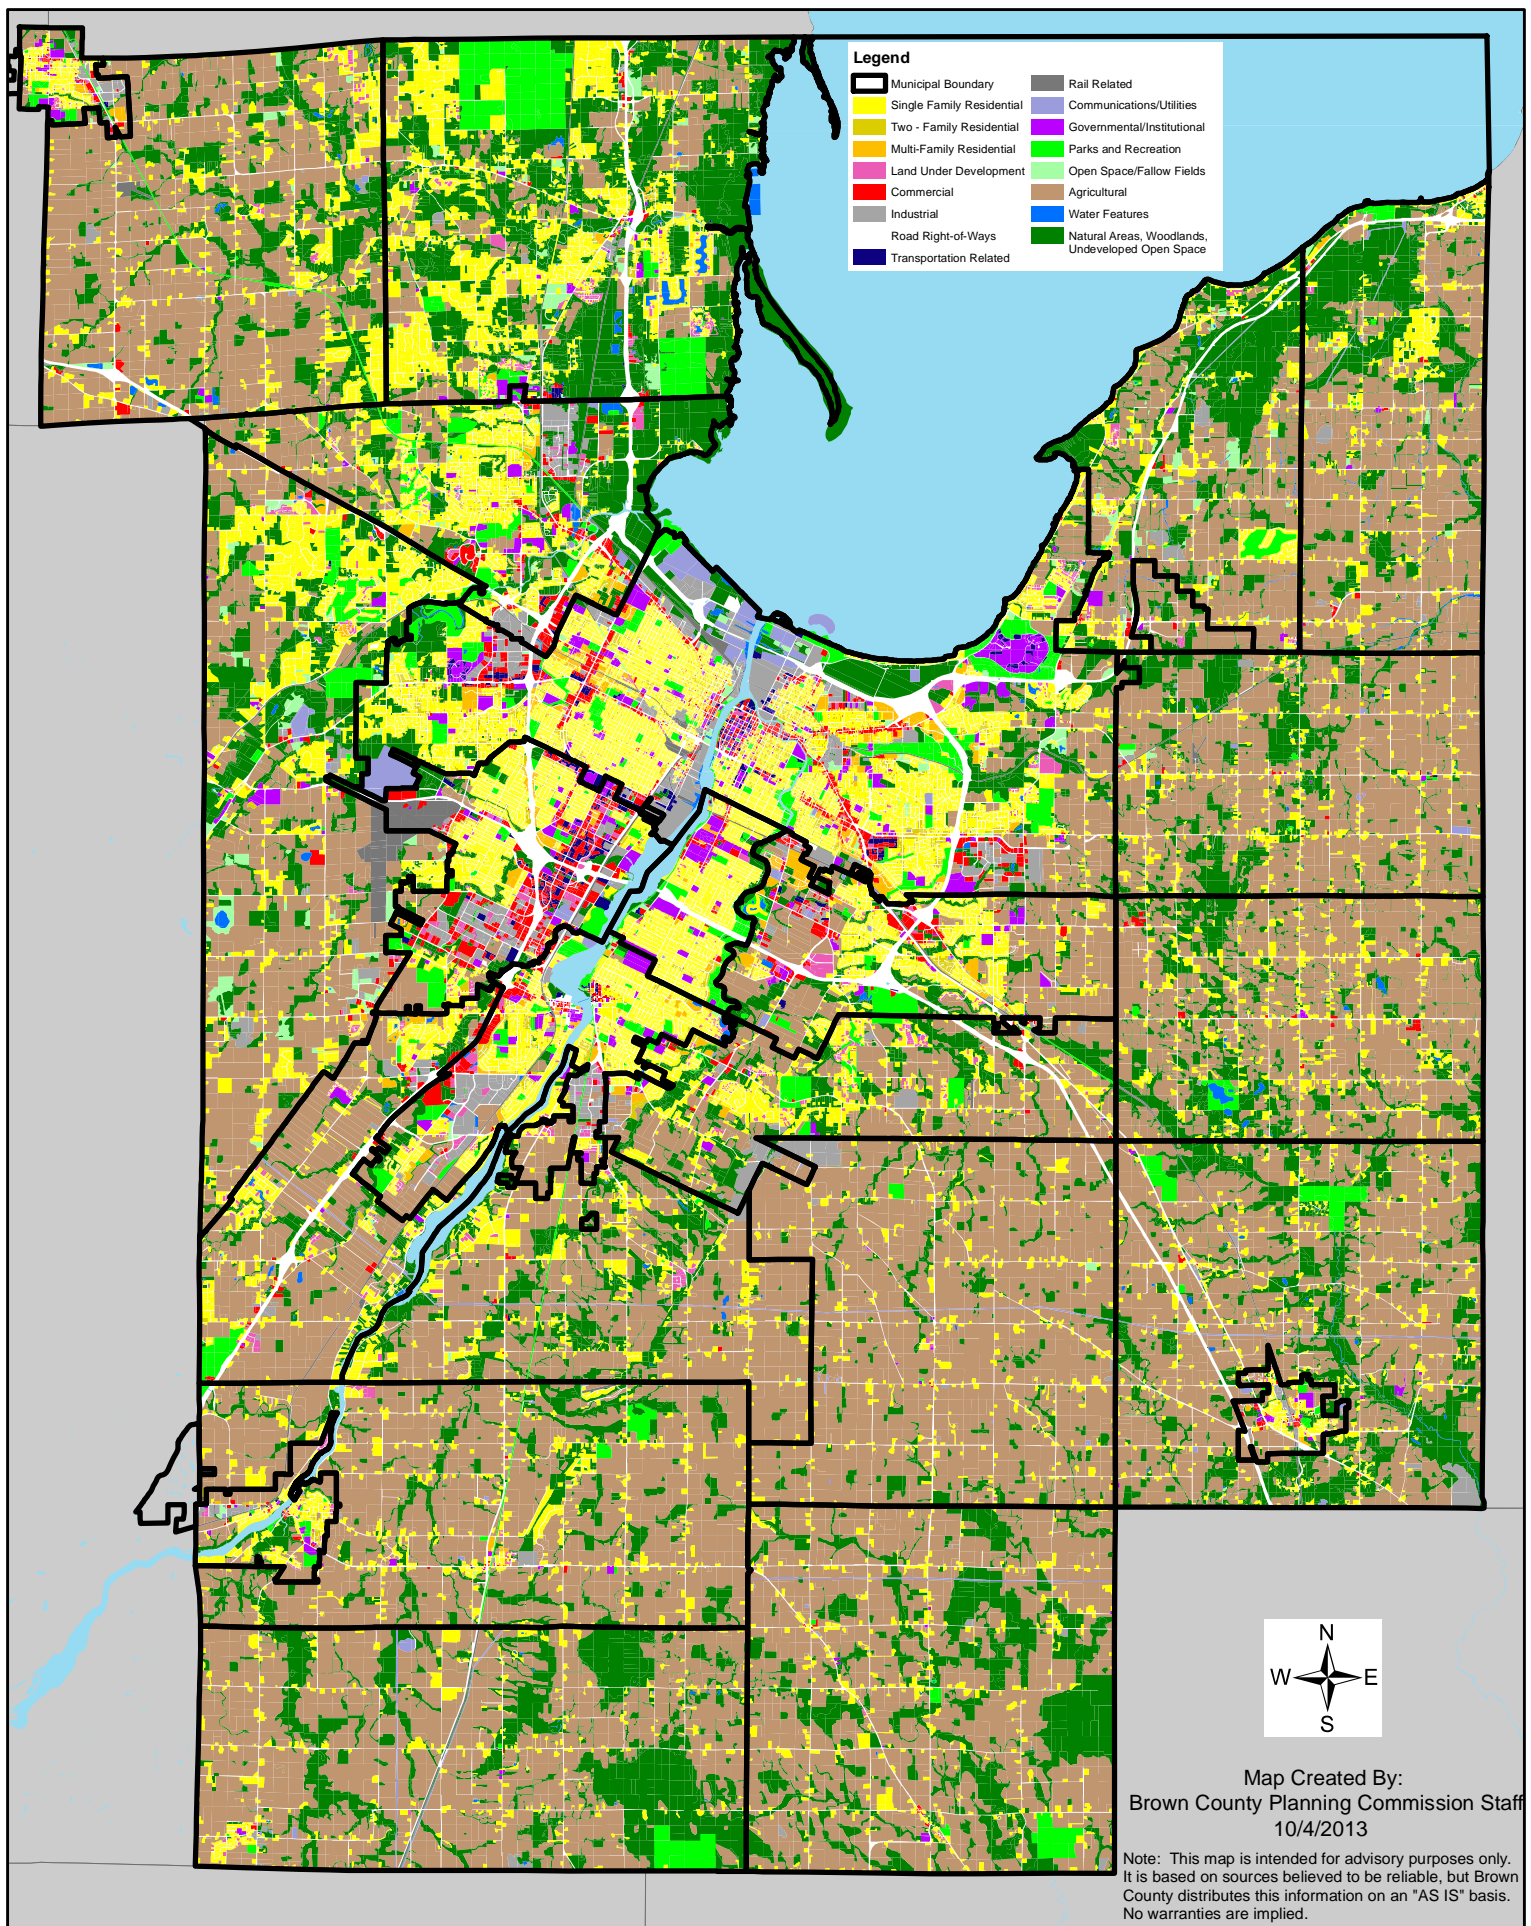 Legend
Municipal Boundary
Single Family Residential
Two - Family Residential
Multi-Family Residential
Land Under Development
Commercial
Industrial
Road Right-of-Ways
Transportation Related
Rail Related
Communications/Utilities
Governmental/Institutional
Parks and Recreation
Open Space/Fallow Fields
Agricultural
Water Features
Natural Areas, Woodlands,
Undeveloped Open Space
N
W E
S
Map Created By:
Brown County Planning Commission Staff
10/4/2013
Note: This map is intended for advisory purposes only.
It is based on sources believed to be reliable, but Brown
County distributes this information on an "AS IS" basis.
No warranties are implied.